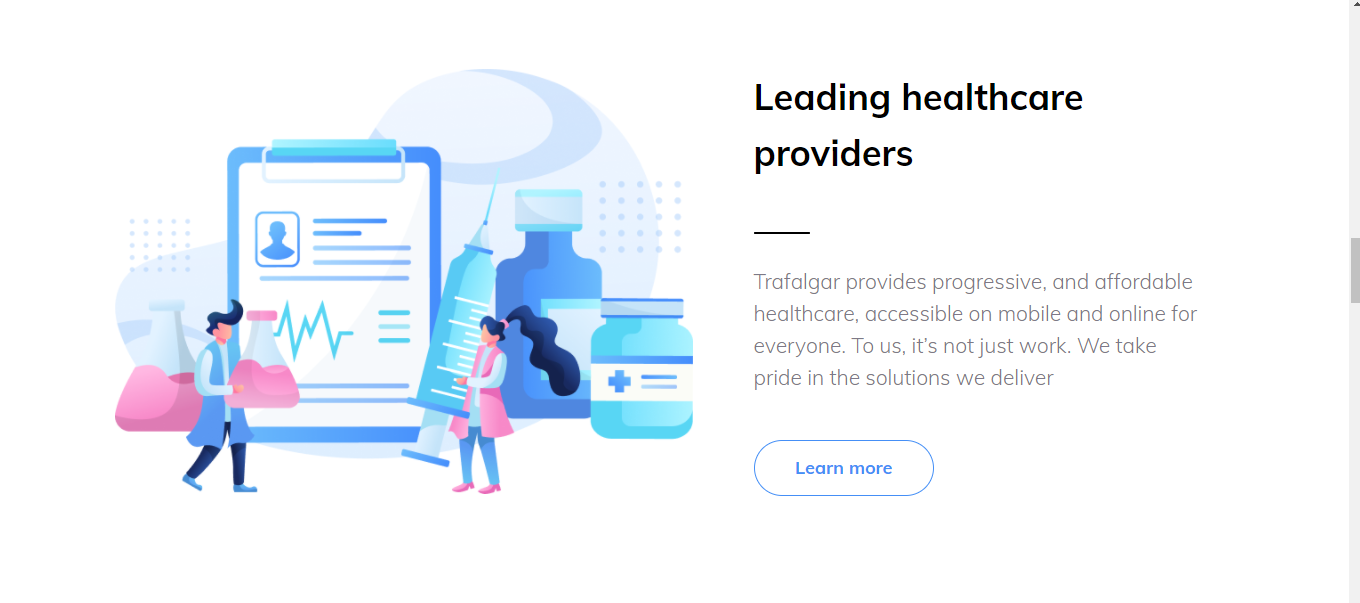 Leading healthcare
providers
Trafalgar provides progressive, and affordable
healthcare, accessible on mobile and online for
everyone. To us, it’s not just work. We take
pride in the solutions we deliver
Learn more